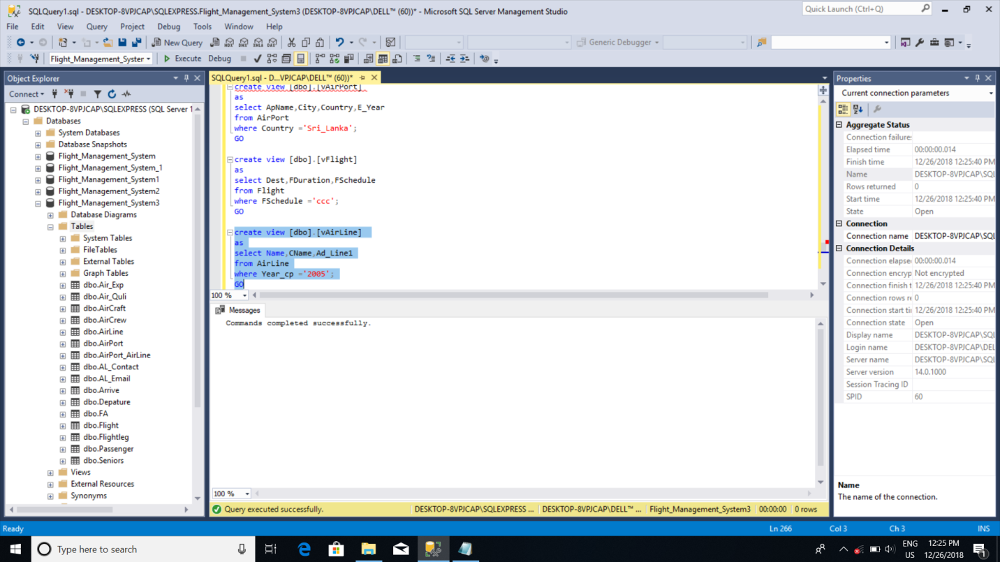 SQLQuery1.sql - DESKTOP-8VPJCAP\SQLEXPRESS.Flight_Management_System3 (DESKTOP-8VPJCAP\DELL™ (60))* - Microsoft SQL Server Management Studio
Quick Launch (Ctrl+Q)
File Edit View Query Project Debug Tools Window Help
New Query
MDX DMX XMLA DAX
Generic Debugger
Flight_Management_Syster
Execute Debug
Object Explorer
Connect
DESKTOP-8VPJCAP\SQLEXPRESS (SQL Server 1
Databases
System Databases
Database Snapshots
Flight_Management_System
Flight_Management_System_1
Flight_Management_System1
Flight_Management_System2
Flight_Management_System3
Database Diagrams
Tables
System Tables
FileTables
External Tables
Graph Tables
dbo.Air_Exp
dbo.Air_Quli
dbo.AirCraft
dbo.AirCrew
dbo.AirLine
dbo.AirPort
dbo.AirPort_AirLine
dbo.AL_Contact
dbo.AL_Email
dbo.Arrive
dbo.Depature
dbo.FA
dbo.Flight
dbo.Flightleg
dbo.Passenger
dbo.Seniors
Views
External Resources
Synonyms
SQLQuery1.sql - D...VPJCAP\DELL™ (60))*
create view [dbo].[vAirPort]
as
select ApName,City,Country,E_Year
from AirPort
where Country ='Sri_Lanka';
GO
create view [dbo].[vFlight]
as
select Dest,FDuration,FSchedule
from Flight
where FSchedule ='ccc';
GO
create view [dbo].[vAirLine]
as
select Name,CName,Ad_Line1
from AirLine
where Year_cp ='2005';
GO
100 %
Messages
Commands completed successfully.
100 %
Query executed successfully.
DESKTOP-8VPJCAP\SQLEXPRESS ... DESKTOP-8VPJCAP\DELL™ ... Flight_Management_System3 00:00:00 0 rows
Properties
Current connection parameters
Aggregate Status
Connection failures
Elapsed time 00:00:00.014
Finish time 12/26/2018 12:25:40 PM
Name DESKTOP-8VPJCAP\SQL
Rows returned 0
Start time 12/26/2018 12:25:40 PM
State Open
Connection
Connection name DESKTOP-8VPJCAP\SQL
Connection Details
Connection elapse 00:00:00.014
Connection encryp Not encrypted
Connection finish t 12/26/2018 12:25:40 PM
Connection rows re 0
Connection start ti 12/26/2018 12:25:40 PM
Connection state Open
Display name DESKTOP-8VPJCAP\SQL
Login name DESKTOP-8VPJCAP\DEL
Server name DESKTOP-8VPJCAP\SQL
Server version 14.0.1000
Session Tracing ID
SPID 60
Name
The name of the connection.
Ready Ln 266 Col 3 Ch 3 INS
Type here to search
ENG
US
12:25 PM
12/26/2018
1